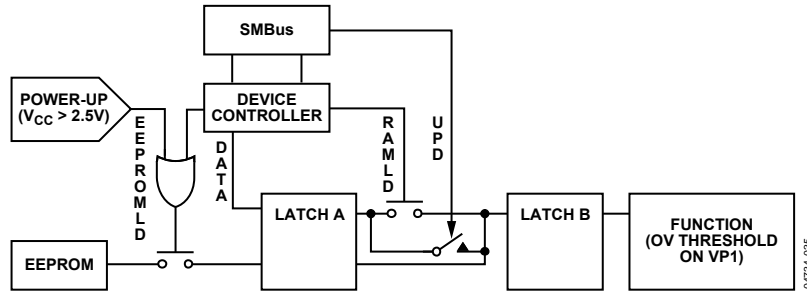 SMBus
POWER-UP
(VCC > 2.5V)
EEPROMLD
DEVICE
CONTROLLER
DATA
RAMLD
UPD
LATCH A
LATCH B
FUNCTION
(OV THRESHOLD
ON VP1)
EEPROM